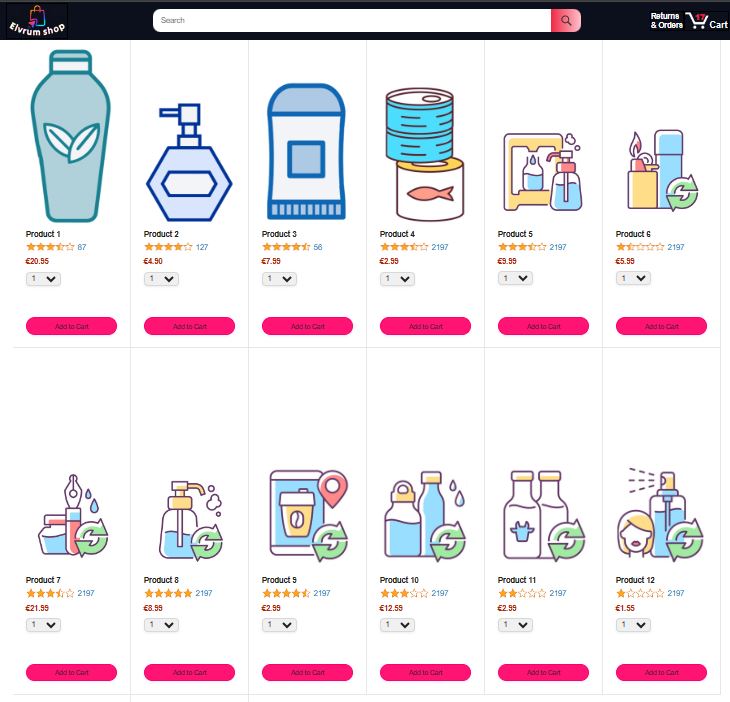 Elvrum shop
Search
Returns
& Orders
17
Cart
Product 1
87
€20.95
1
Add to Cart
Product 2
127
€4.90
1
Add to Cart
Product 3
56
€7.99
1
Add to Cart
Product 4
2197
€2.99
1
Add to Cart
Product 5
2197
€9.99
1
Add to Cart
Product 6
2197
€5.99
1
Add to Cart
Product 7
2197
€21.99
1
Add to Cart
Product 8
2197
€8.99
1
Add to Cart
Product 9
2197
€2.99
1
Add to Cart
Product 10
2197
€12.59
1
Add to Cart
Product 11
2197
€2.99
1
Add to Cart
Product 12
2197
€1.55
1
Add to Cart